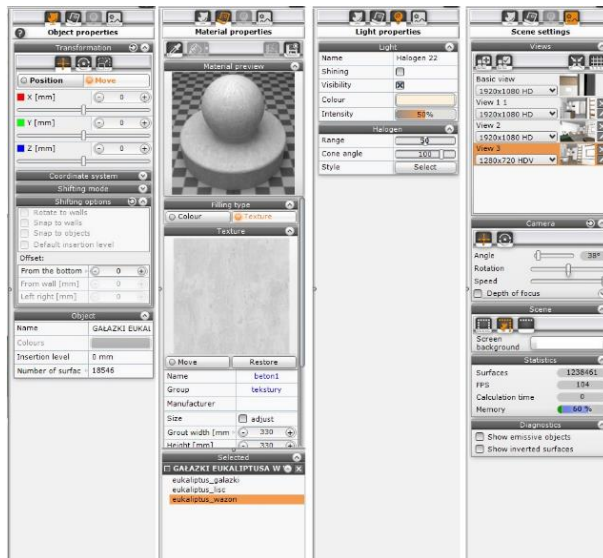 Object properties
Transformation
Position
Move
X [mm]
0
Y [mm]
0
Z [mm]
0
Coordinate system
Shifting mode
Shifting options
Rotate to walls
Snap to walls
Snap to objects
Default insertion level
Offset:
From the bottom
0
From wall [mm]
0
Left right [mm]
0
Object
Name GAŁAZKI EUKAL
Colours
Insertion level 0 mm
Number of surfac 18546
Material properties
Material preview
Filling type
Colour
Texture
Texture
Move
Restore
Name beton1
Group tekstury
Manufacturer
Size adjust
Grout width [mm 330
Height [mm] 330
Selected
GAŁAZKI EUKALIPTUSA W
eukaliptus_galazki
eukaliptus_lisc
eukaliptus_wazon
Light properties
Light
Name Halogen 22
Shining
Visibility
Colour
Intensity 50%
Halogen
Range 50
Cone angle 100
Style Select
Scene settings
Views
Basic view
1920x1080 HD
View 1 1
1920x1080 HD
View 2
1920x1080 HD
View 3
1280x720 HDV
Camera
Angle 38°
Rotation
Speed
Depth of focus
Scene
Screen
background
Statistics
Surfaces 1238461
FPS 104
Calculation time 0
Memory 60 %
Diagnostics
Show emissive objects
Show inverted surfaces